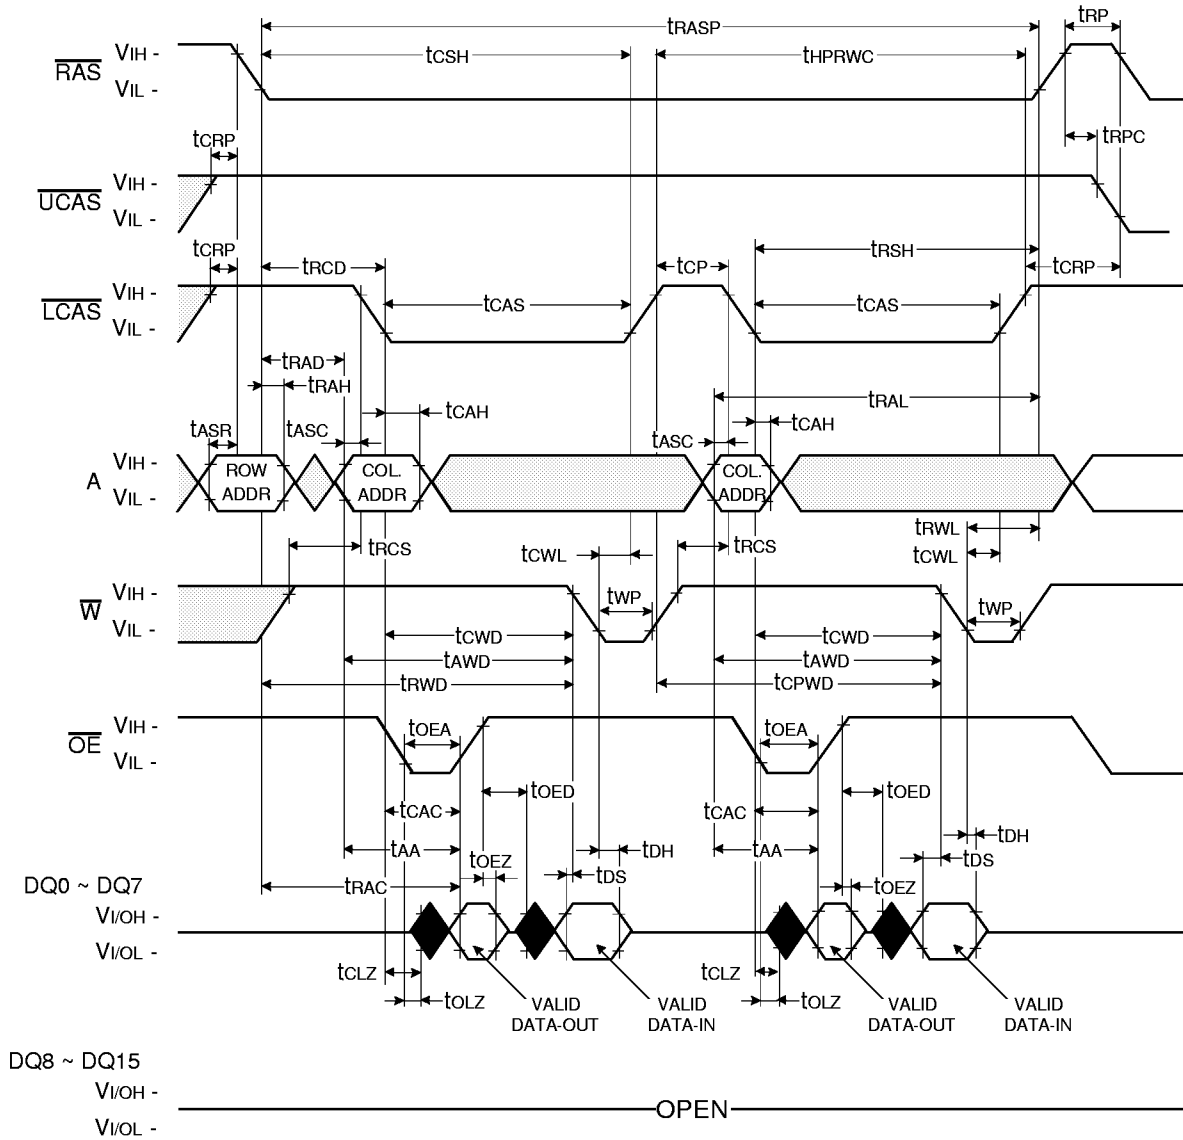 tRASP
tRP
tCSH
tHPRWC
RAS
VIH -
VIL -
tCRP
tRPC
UCAS
VIH -
VIL -
tCRP
tRCD
tCP
tRSH
tCRP
LCAS
VIH -
VIL -
tCAS
tCAS
tRAD
tRAH
tCAH
tRAL
tASR
tASC
tASC
tCAH
A
VIH -
VIL -
ROW
ADDR
COL.
ADDR
COL.
ADDR
tRWL
tRCS
tCWL
tRCS
tCWL
W
VIH -
VIL -
tWP
tWP
tCWD
tCWD
tAWD
tAWD
tRWD
tCPWD
OE
VIH -
VIL -
tOEA
tOEA
tOED
tOED
tCAC
tCAC
tDH
tDH
tAA
tOEZ
tDS
tAA
tOEZ
tDS
tRAC
DQ0 ~ DQ7
VI/OH -
VI/OL -
tCLZ
tCLZ
tOLZ
tOLZ
VALID
DATA-OUT
VALID
DATA-IN
VALID
DATA-OUT
VALID
DATA-IN
DQ8 ~ DQ15
VI/OH -
VI/OL -
OPEN